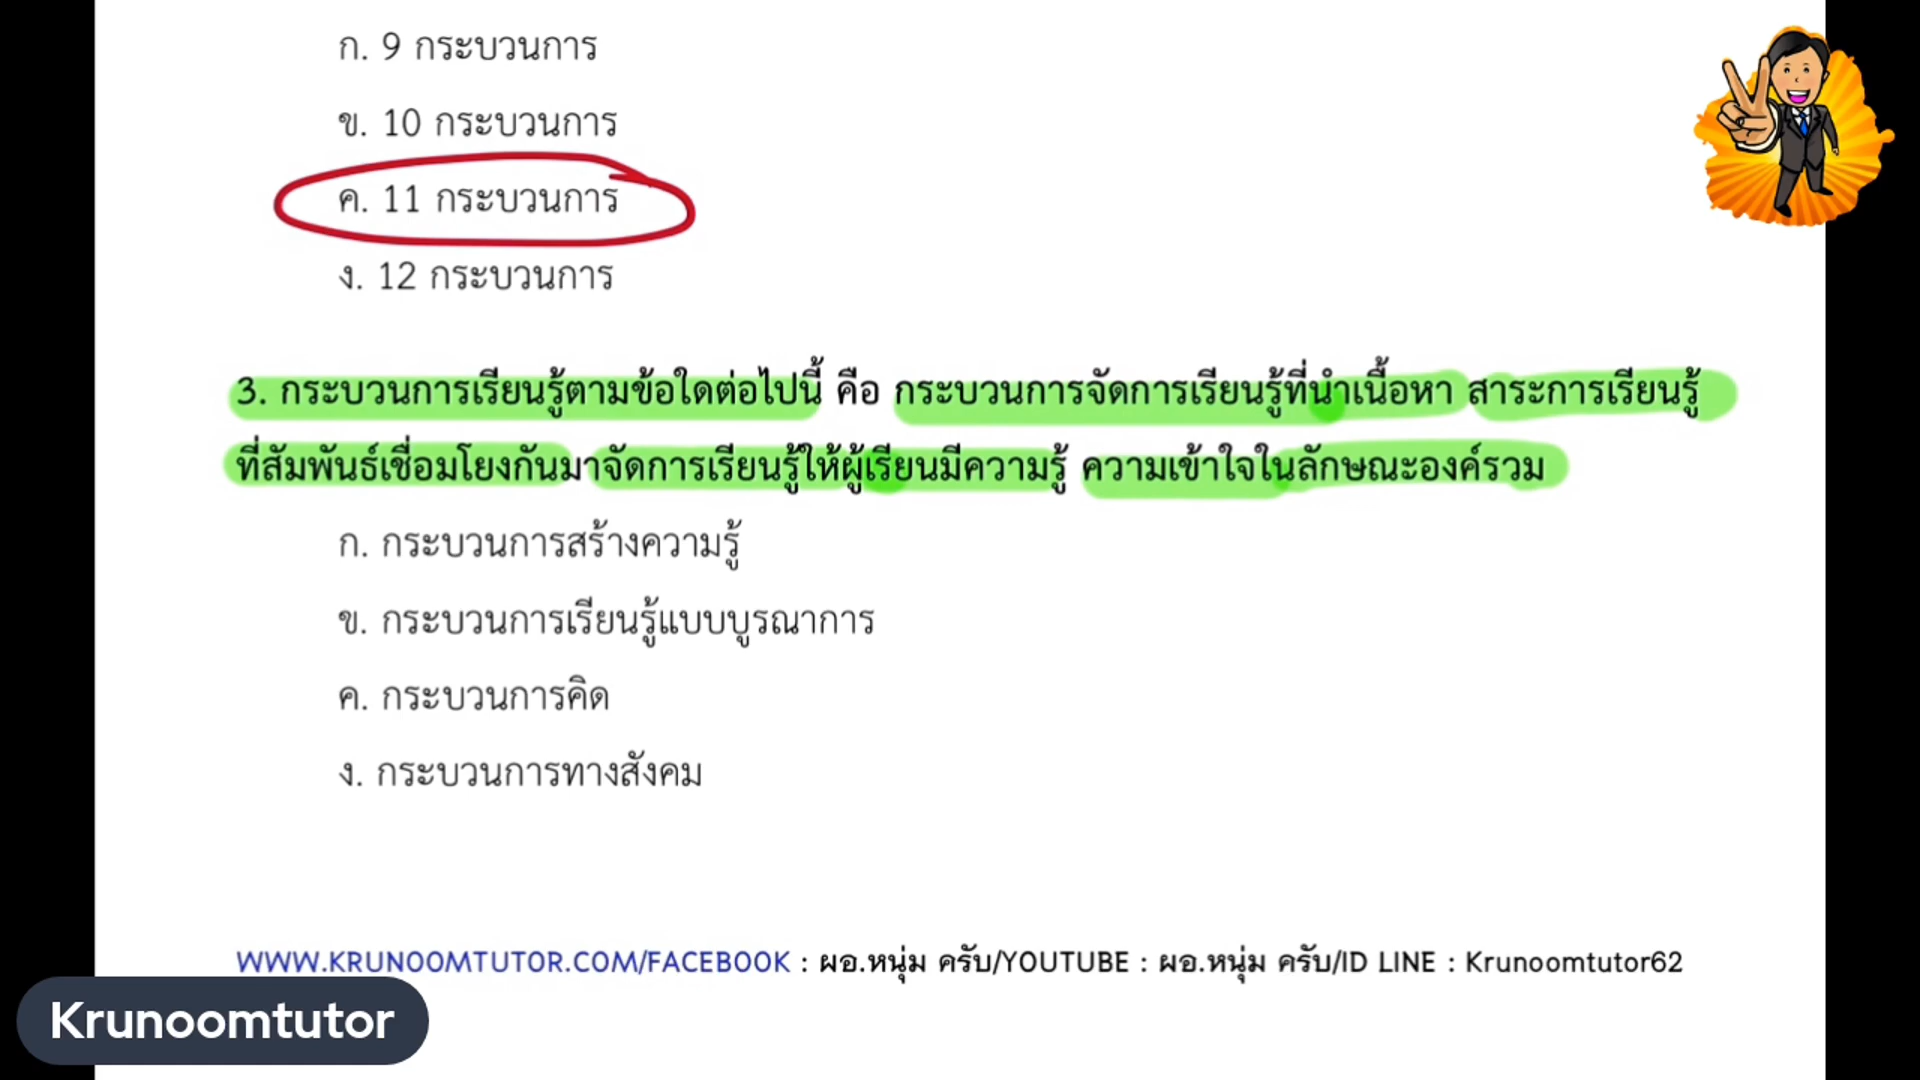 ก. 9 กระบวนการ
ข. 10 กระบวนการ
ค. 11 กระบวนการ
ง. 12 กระบวนการ
3. กระบวนการเรียนรู้ตามข้อใดต่อไปนี้ คือ กระบวนการจัดการเรียนรู้ที่นำเนื้อหา สาระการเรียนรู้
ที่สัมพันธ์เชื่อมโยงกันมาจัดการเรียนรู้ให้ผู้เรียนมีความรู้ ความเข้าใจในลักษณะองค์รวม
ก. กระบวนการสร้างความรู้
ข. กระบวนการเรียนรู้แบบบูรณาการ
ค. กระบวนการคิด
ง. กระบวนการทางสังคม
WWW.KRUNOOMTUTOR.COM/FACEBOOK : ผอ.หนุ่ม ครับ/YOUTUBE : ผอ.หนุ่ม ครับ/ID LINE : Krunoomtutor62
Krunoomtutor